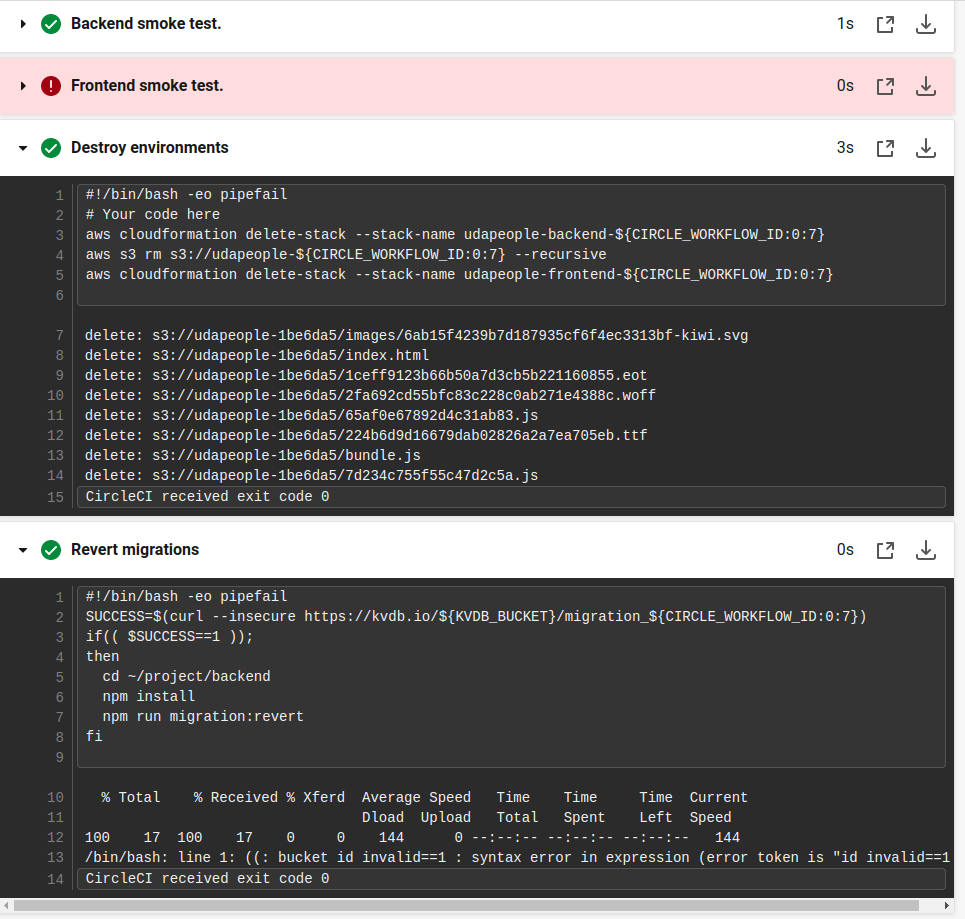 Backend smoke test. 1s
Frontend smoke test. 0s
Destroy environments 3s
1 #!/bin/bash -eo pipefail
2 # Your code here
3 aws cloudformation delete-stack --stack-name udapeople-backend-${CIRCLE_WORKFLOW_ID:0:7}
4 aws s3 rm s3://udapeople-${CIRCLE_WORKFLOW_ID:0:7} --recursive
5 aws cloudformation delete-stack --stack-name udapeople-frontend-${CIRCLE_WORKFLOW_ID:0:7}
6
7 delete: s3://udapeople-1be6da5/images/6ab15f4239b7d187935cf6f4ec3313bf-kiwi.svg
8 delete: s3://udapeople-1be6da5/index.html
9 delete: s3://udapeople-1be6da5/1ceff9123b66b50a7d3cb5b221160855.eot
10 delete: s3://udapeople-1be6da5/2fa692cd55bfc83c228c0ab271e4388c.woff
11 delete: s3://udapeople-1be6da5/65af0e67892d4c31ab83.js
12 delete: s3://udapeople-1be6da5/224b6d9d16679dab02826a2a7ea705eb.ttf
13 delete: s3://udapeople-1be6da5/bundle.js
14 delete: s3://udapeople-1be6da5/7d234c755f55c47d2c5a.js
15 CircleCI received exit code 0
Revert migrations 0s
1 #!/bin/bash -eo pipefail
2 SUCCESS=$(curl --insecure https://kvdb.io/${KVDB_BUCKET}/migration_${CIRCLE_WORKFLOW_ID:0:7})
3 if(( $SUCCESS==1 ));
4 then
5 cd ~/project/backend
6 npm install
7 npm run migration:revert
8 fi
9
10 % Total % Received % Xferd Average Speed Time Time Time Current
11 Dload Upload Total Spent Left Speed
12 100 17 100 17 0 0 144 0 --:--:-- --:--:-- --:--:-- 144
13 /bin/bash: line 1: ((: bucket id invalid==1 : syntax error in expression (error token is "id invalid==1
14 CircleCI received exit code 0